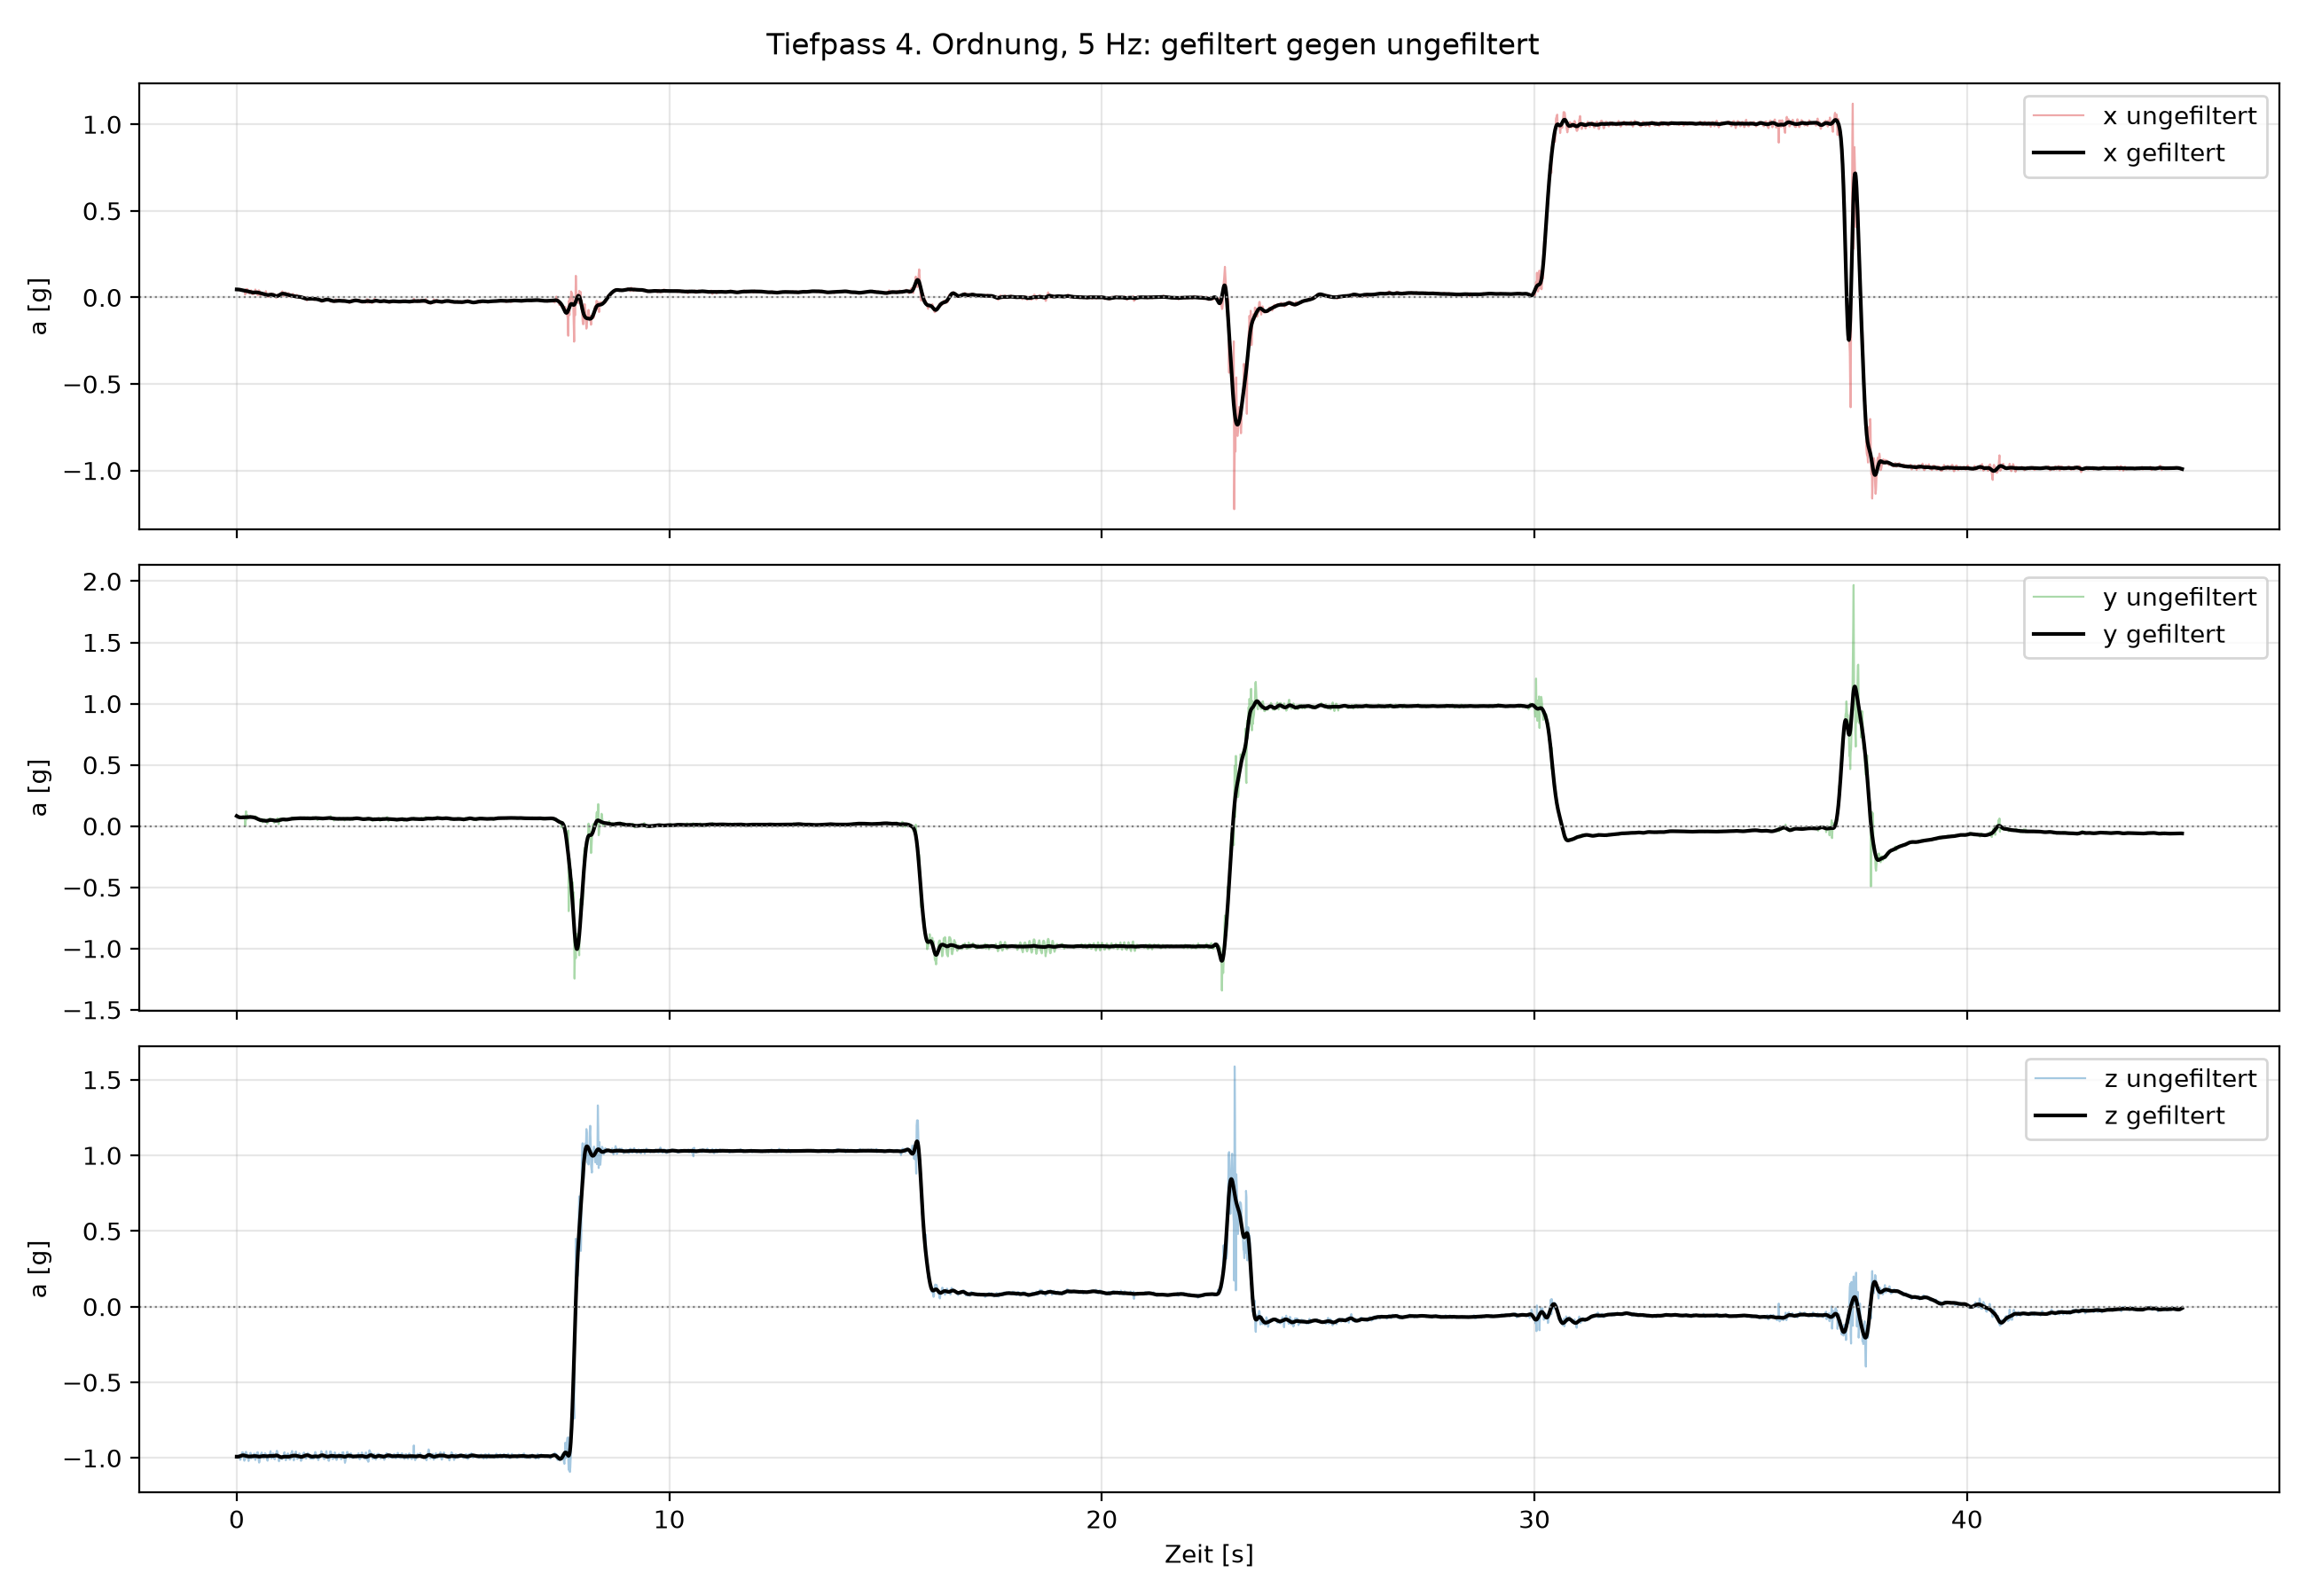 Tiefpass 4. Ordnung, 5 Hz: gefiltert gegen ungefiltert
1.0
0.5
0.0
−0.5
−1.0
a [g]
x ungefiltert
x gefiltert
2.0
1.5
1.0
0.5
0.0
−0.5
−1.0
−1.5
a [g]
y ungefiltert
y gefiltert
1.5
1.0
0.5
0.0
−0.5
−1.0
a [g]
z ungefiltert
z gefiltert
0 10 20 30 40
Zeit [s]